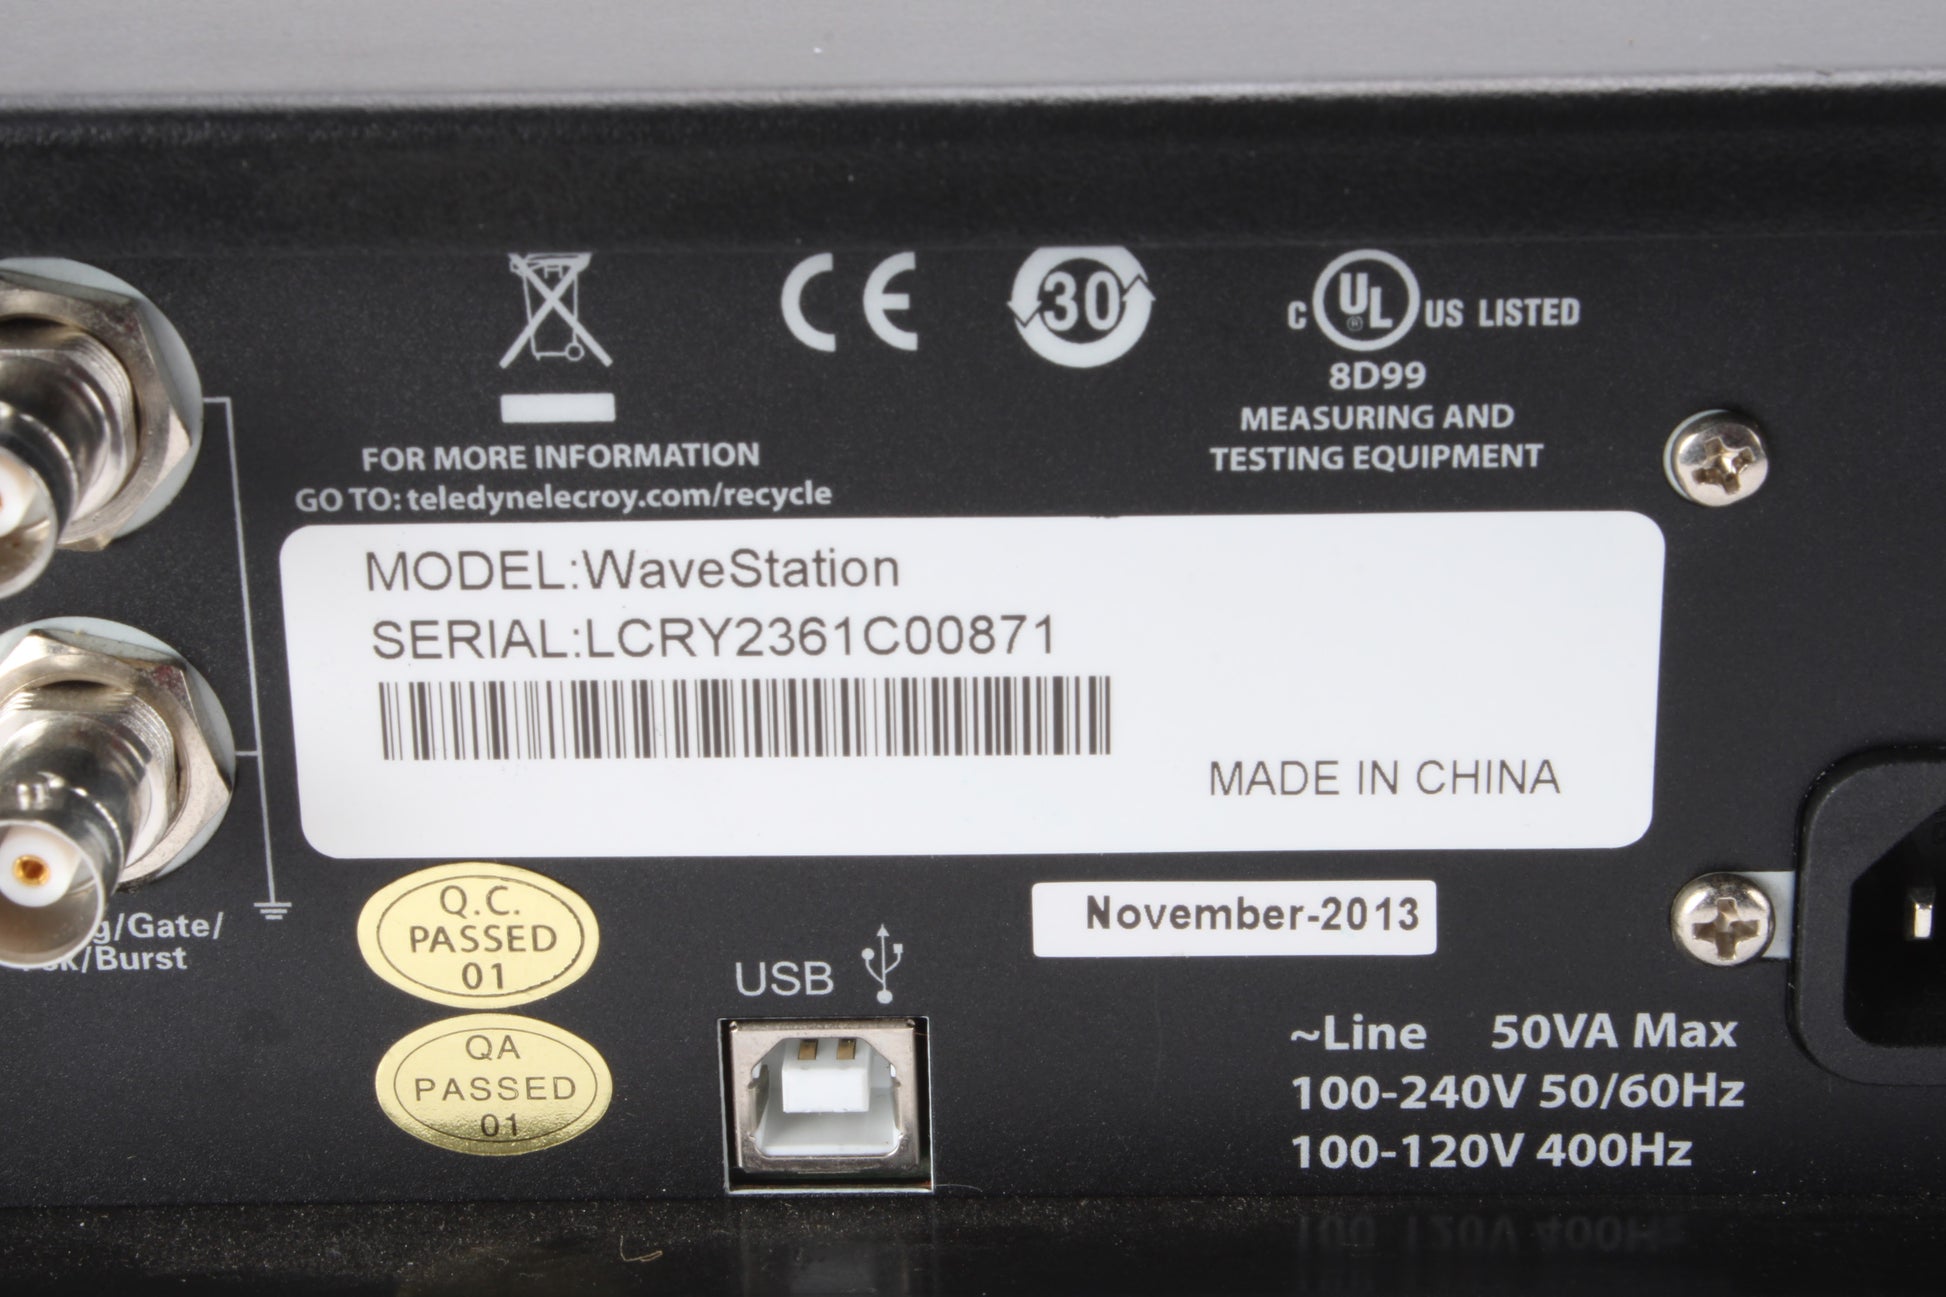 CE
30
C UL US LISTED
®
8D99
MEASURING AND
TESTING EQUIPMENT
FOR MORE INFORMATION
GO TO: teledynelecroy.com/recycle
MODEL:WaveStation
SERIAL:LCRY2361C00871
MADE IN CHINA
/Gate/
/Burst
Q.C.
PASSED
01
QA
PASSED
01
USB
November-2013
~Line 50VA Max
100-240V 50/60Hz
100-120V 400Hz